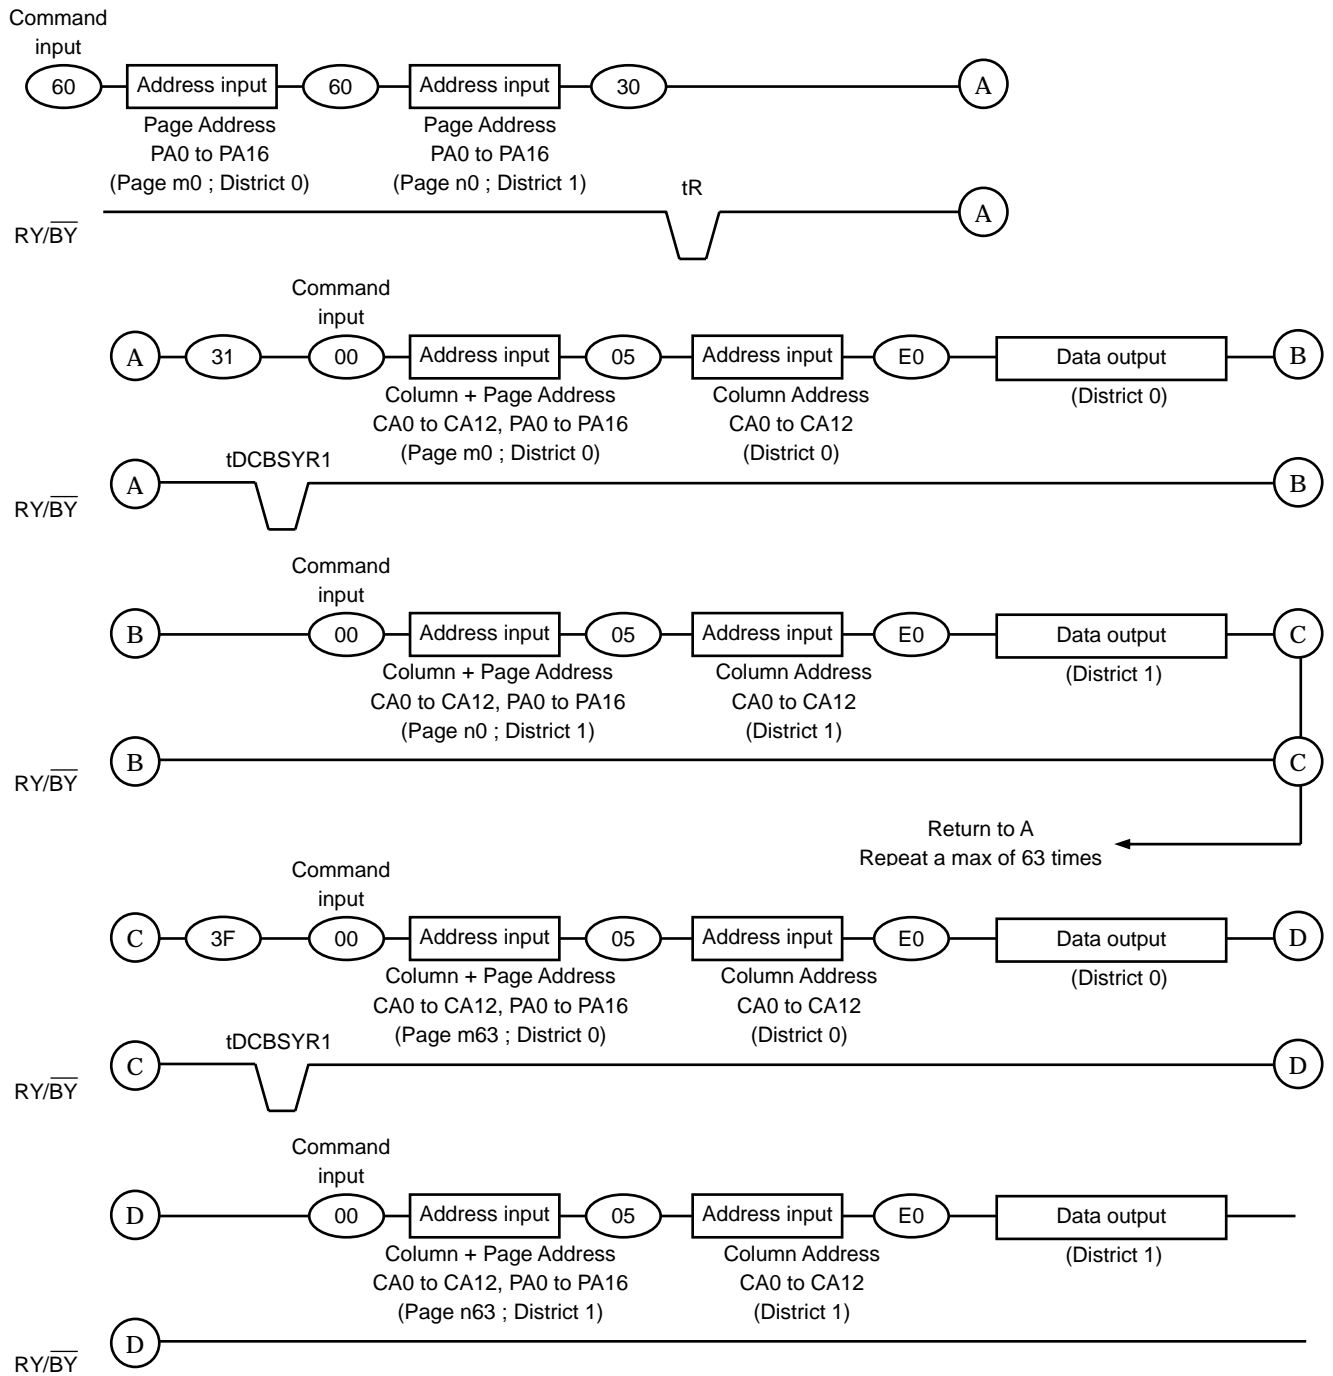 Command
input
60 Address input 60 Address input 30 A
Page Address Page Address
PA0 to PA16 PA0 to PA16
(Page m0 ; District 0) (Page n0 ; District 1)
tR
RY/BY A
Command
input
A 31 00 Address input 05 Address input E0 Data output B
Column + Page Address Column Address (District 0)
CA0 to CA12, PA0 to PA16 CA0 to CA12
(Page m0 ; District 0) (District 0)
tDCBSYR1
RY/BY A B
Command
input
B 00 Address input 05 Address input E0 Data output C
Column + Page Address Column Address (District 1)
CA0 to CA12, PA0 to PA16 CA0 to CA12
(Page n0 ; District 1) (District 1)
RY/BY B C
Return to A
Repeat a max of 63 times
Command
input
C 3F 00 Address input 05 Address input E0 Data output D
Column + Page Address Column Address (District 0)
CA0 to CA12, PA0 to PA16 CA0 to CA12
(Page m63 ; District 0) (District 0)
tDCBSYR1
RY/BY C D
Command
input
D 00 Address input 05 Address input E0 Data output
Column + Page Address Column Address (District 1)
CA0 to CA12, PA0 to PA16 CA0 to CA12
(Page n63 ; District 1) (District 1)
RY/BY D